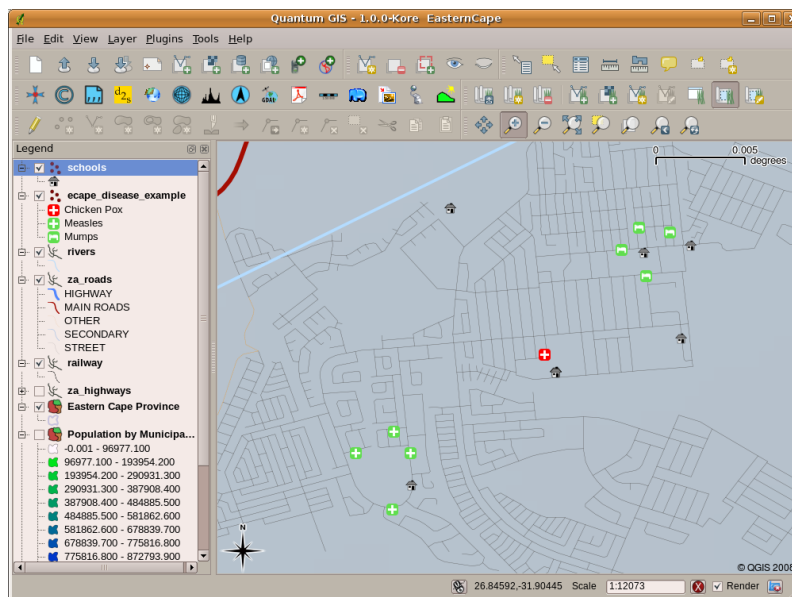 Quantum GIS - 1.0.0-Kore EasternCape
File Edit View Layer Plugins Tools Help
d2s
GDAL
Legend
schools
ecape_disease_example
Chicken Pox
Measles
Mumps
rivers
za_roads
HIGHWAY
MAIN ROADS
OTHER
SECONDARY
STREET
railway
za_highways
Eastern Cape Province
Population by Municipa...
-0.001 - 96977.100
96977.100 - 193954.200
193954.200 - 290931.300
290931.300 - 387908.400
387908.400 - 484885.500
484885.500 - 581862.600
581862.600 - 678839.700
678839.700 - 775816.800
775816.800 - 872793.900
0 0.005
degrees
N
© QGIS 2008
26.84592,-31.90445 Scale 1:12073 Render